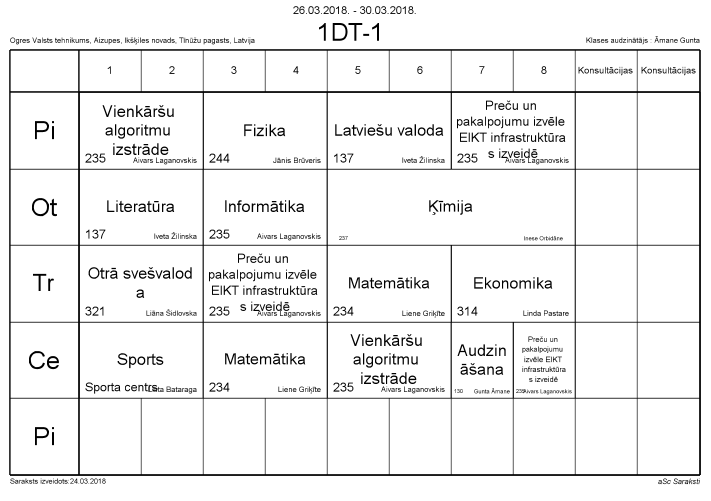 26.03.2018. - 30.03.2018.
1DT-1
Ogres Valsts tehnikums, Aizupes, Ikšķiles novads, Tīnūžu pagasts, Latvija
Klases audzinātājs : Āmane Gunta
1 2 3 4 5 6 7 8 Konsultācijas Konsultācijas
Pi
Vienkāršu
algoritmu
izstrāde
235 Aivars Laganovskis
Fizika
244 Jānis Brūveris
Latviešu valoda
137 Iveta Žilinska
Preču un
pakalpojumu izvēle
EIKT infrastruktūra
s izveidē
235 Aivars Laganovskis
Ot
Literatūra
137 Iveta Žilinska
Informātika
235 Aivars Laganovskis
Ķīmija
237 Inese Orbidāne
Tr
Otrā svešvalod
a
321 Liāna Šidlovska
Preču un
pakalpojumu izvēle
EIKT infrastruktūra
s izveidē
235 Aivars Laganovskis
Matemātika
234 Liene Griķīte
Ekonomika
314 Linda Pastare
Ce
Sports
Sporta centrs Bataraga
Matemātika
234 Liene Griķīte
Vienkāršu
algoritmu
izstrāde
235 Aivars Laganovskis
Audzin
āšana
130 Gunta Āmane
Preču un
pakalpojumu
izvēle EIKT
infrastruktūra
s izveidē
235 Aivars Laganovskis
Pi
Saraksts izveidots:24.03.2018
aSc Saraksti